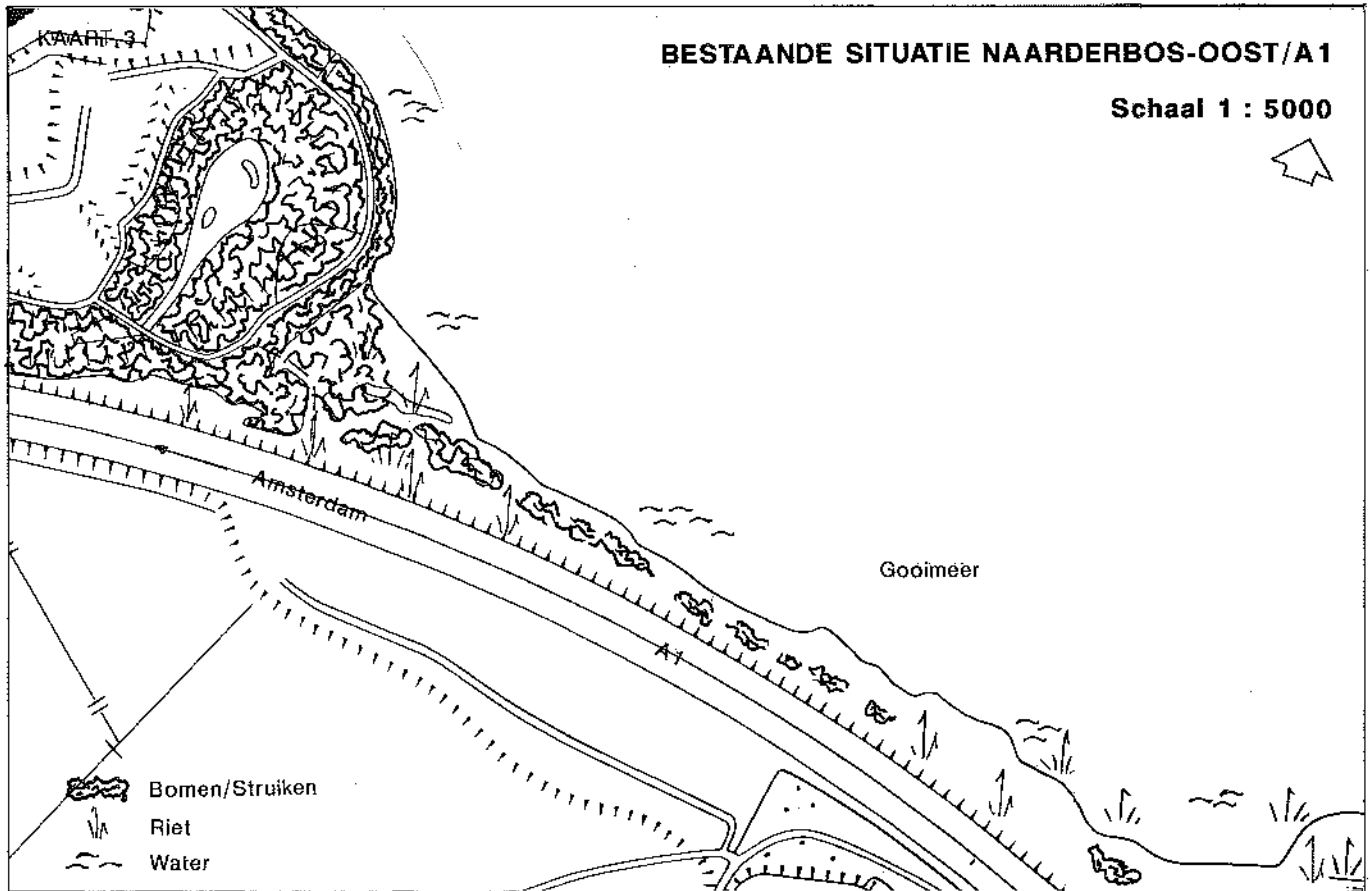 KAART 3
BESTAANDE SITUATIE NAARDERBOS-OOST/A1
Schaal 1 : 5000
Amsterdam
Gooimeer
A1
Bomen/Struiken
Riet
Water